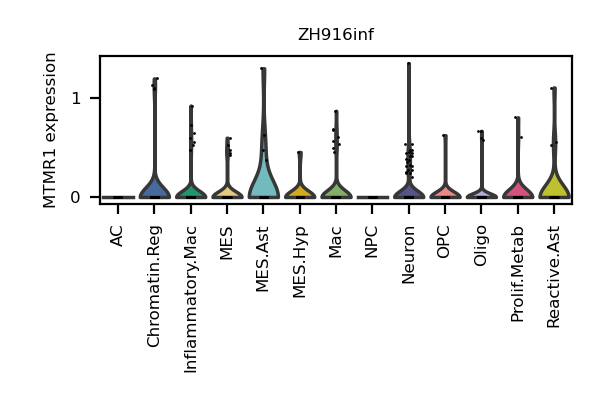 ZH916inf
MTMR1 expression
1
0
AC
Chromatin.Reg
Inflammatory.Mac
MES
MES.Ast
MES.Hyp
Mac
NPC
Neuron
OPC
Oligo
Prolif.Metab
Reactive.Ast